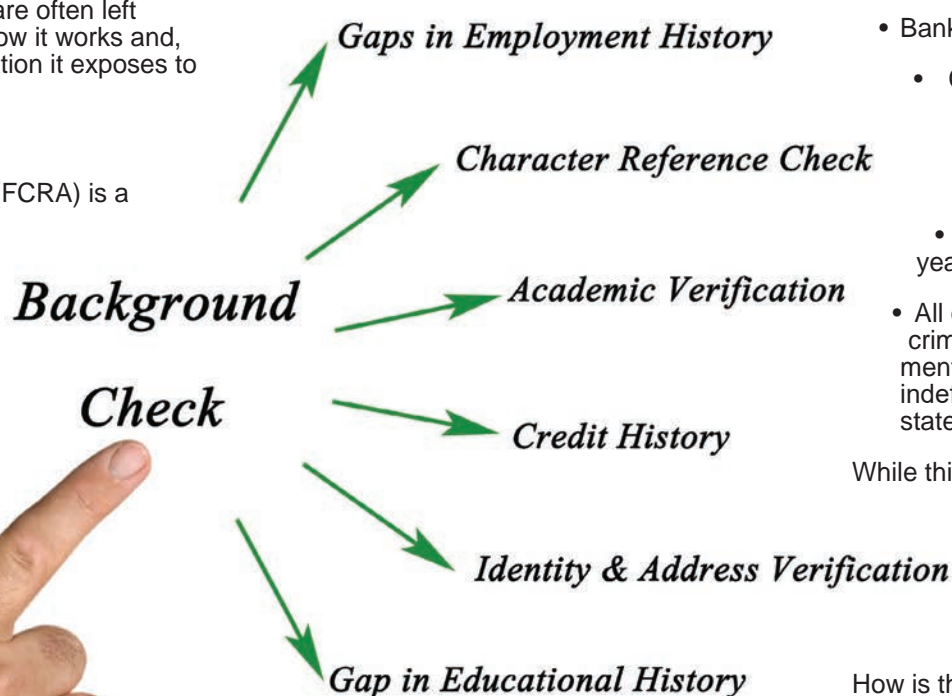 are often left
ow it works and,
tion it exposes to
FCRA) is a
Background
Check
Gaps in Employment History
Character Reference Check
Academic Verification
Credit History
Identity & Address Verification
Gap in Educational History
• Bank
•
•
yea
• All
crim
ment
indef
state
While thi
How is th